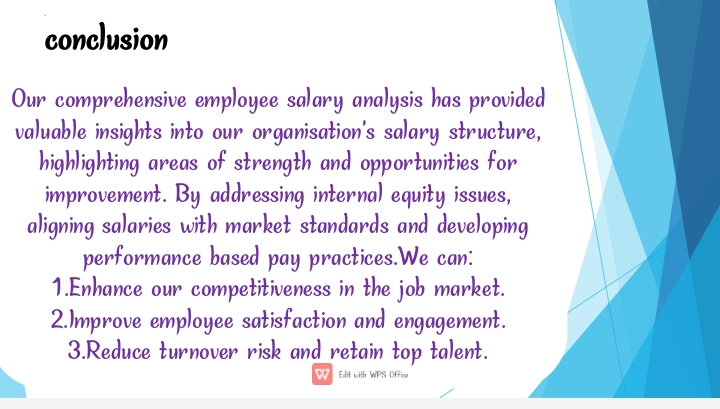 conclusion
Our comprehensive employee salary analysis has provided
valuable insights into our organisation's salary structure,
highlighting areas of strength and opportunities for
improvement. By addressing internal equity issues,
aligning salaries with market standards and developing
performance based pay practices.We can:
1.Enhance our competitiveness in the job market.
2.Improve employee satisfaction and engagement.
3.Reduce turnover risk and retain top talent.
Edit with WPS Office